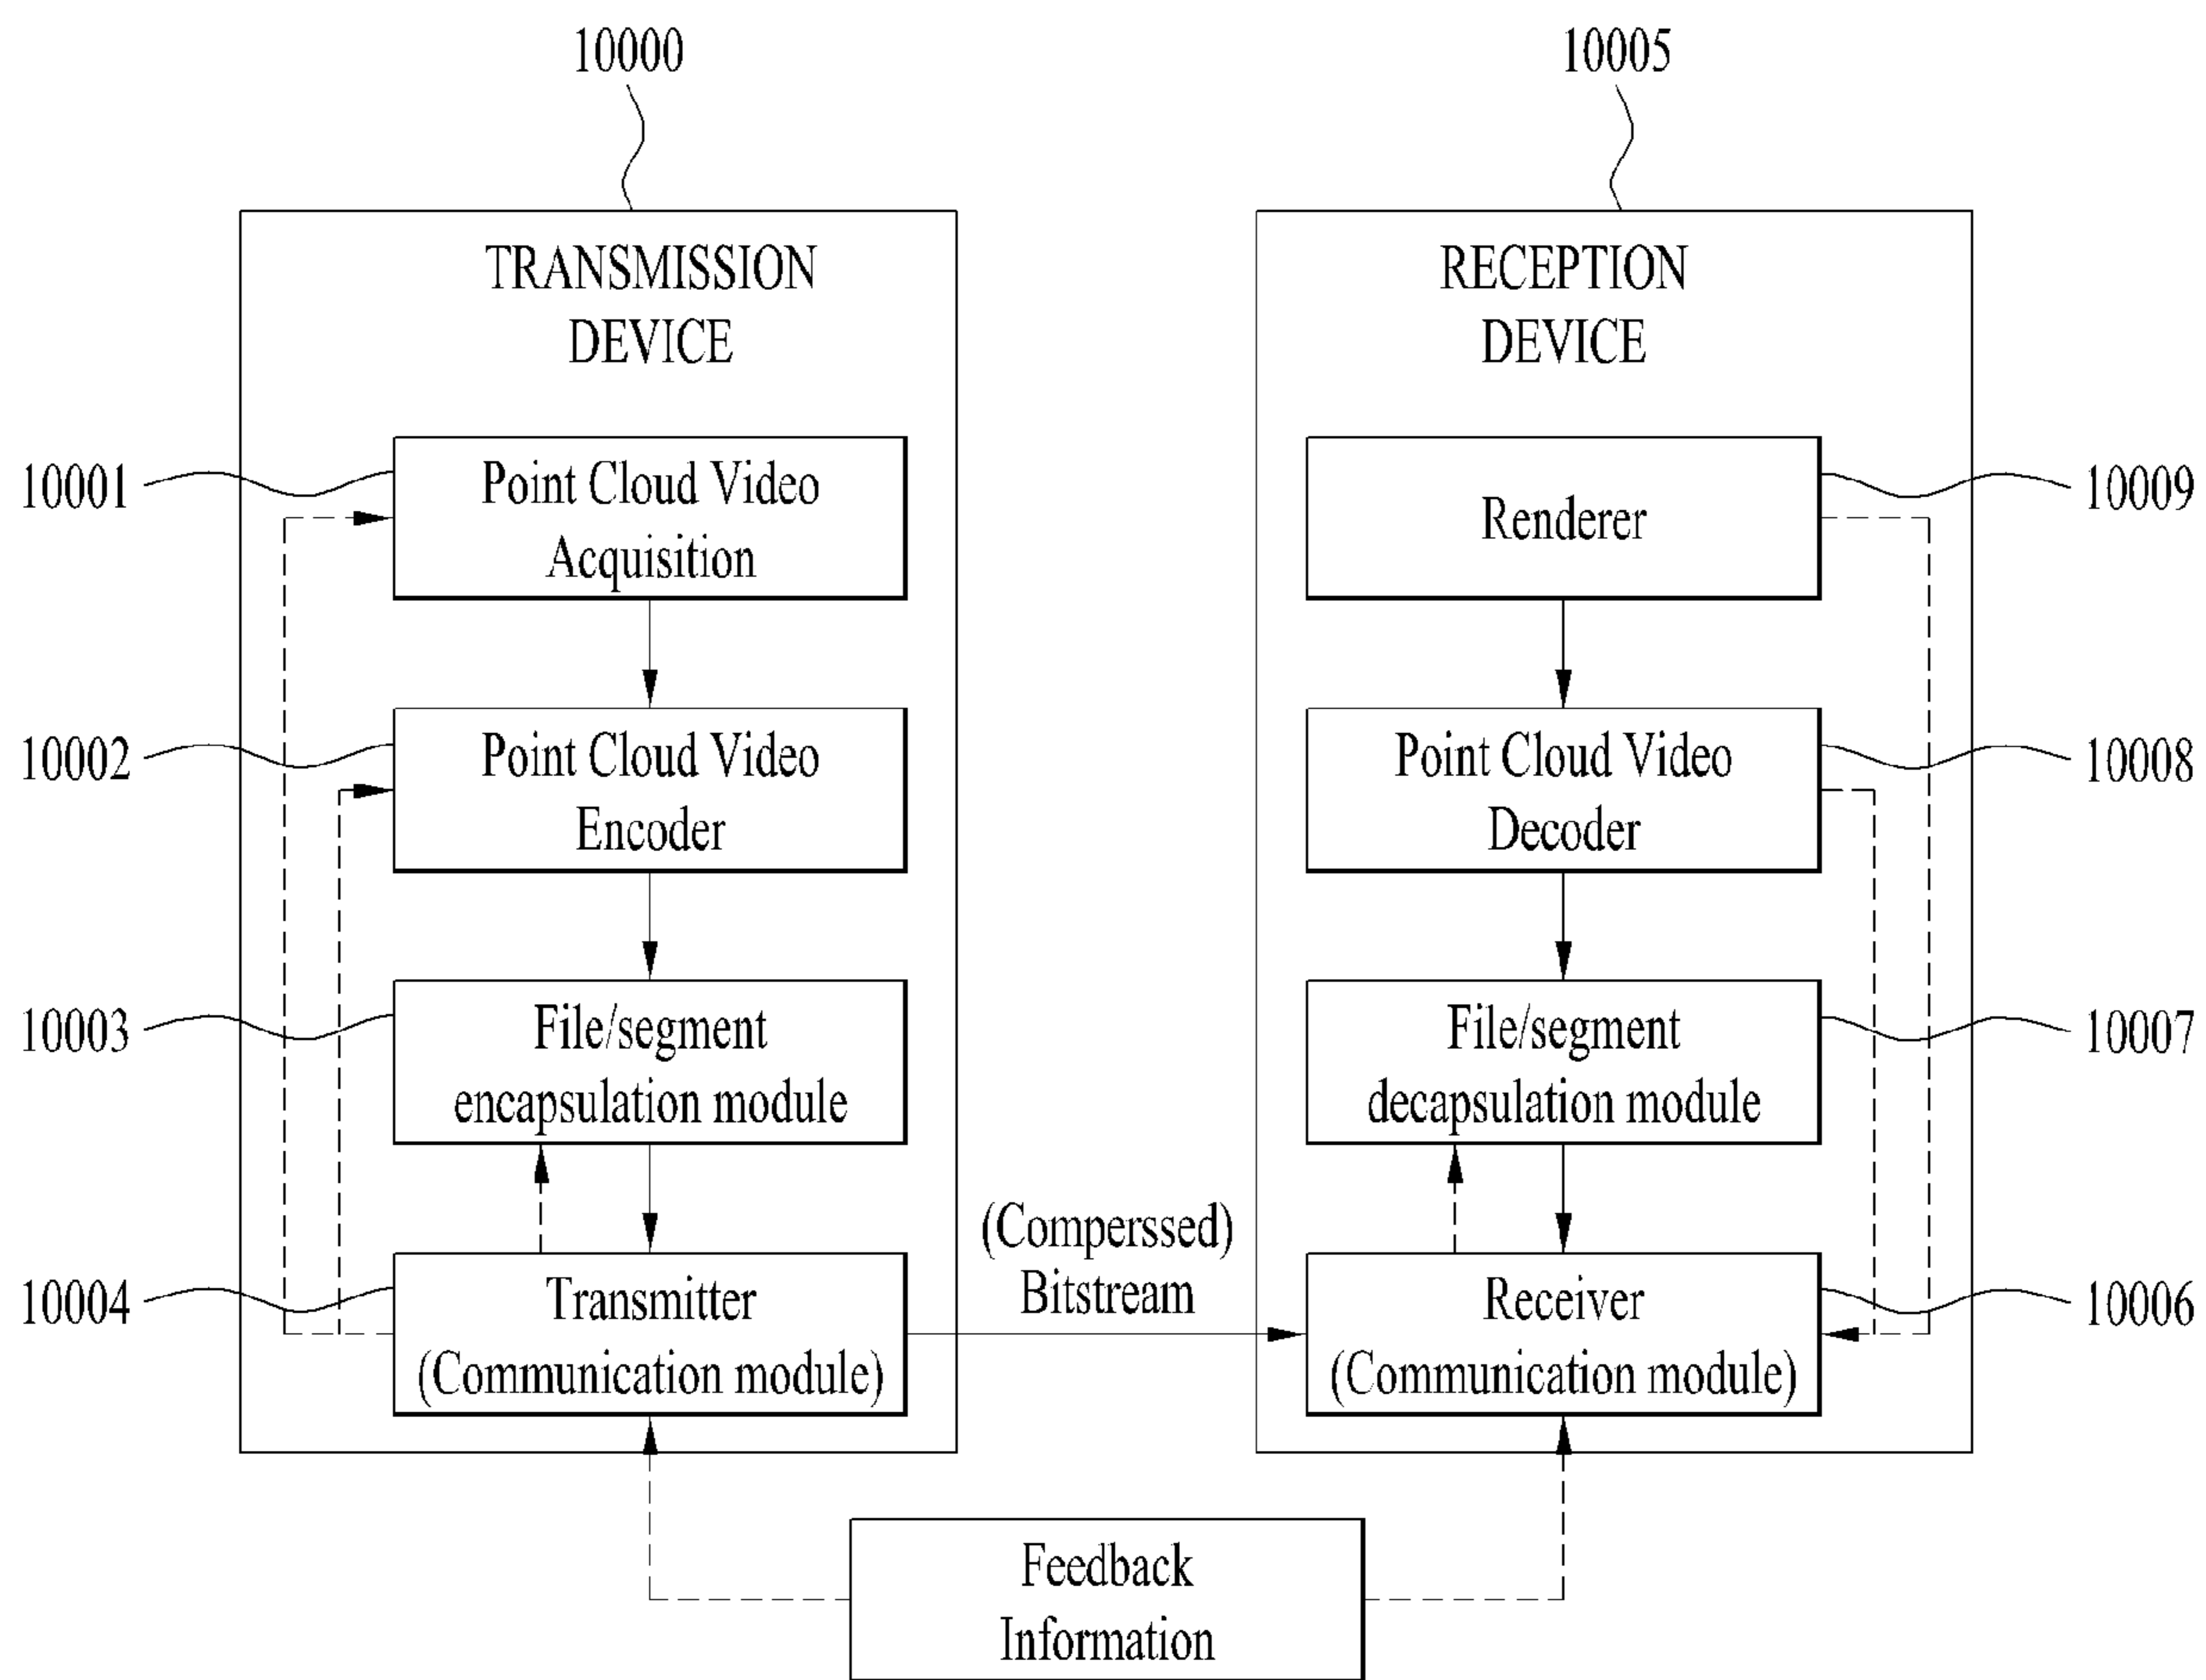 10000
10005
TRANSMISSION
DEVICE
RECEPTION
DEVICE
10001
Point Cloud Video
Acquisition
Renderer
10009
10002
Point Cloud Video
Encoder
Point Cloud Video
Decoder
10008
10003
File/segment
encapsulation module
File/segment
decapsulation module
10007
(Comperssed)
Bitstream
10004
Transmitter
(Communication module)
Receiver
(Communication module)
10006
Feedback
Information